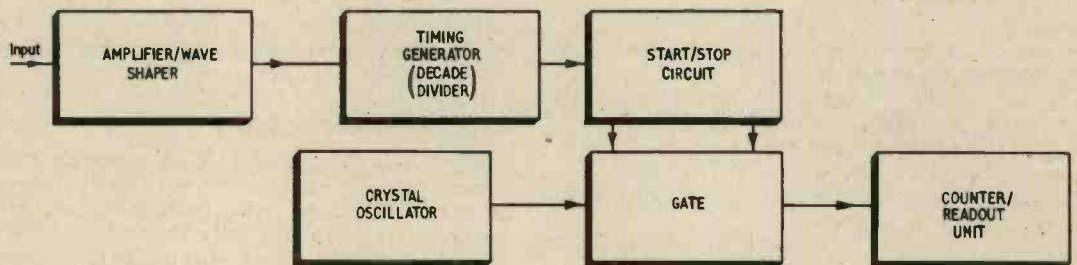 Input
AMPLIFIER/WAVE
SHAPER
TIMING
GENERATOR
(DECADE
DIVIDER)
START/STOP
CIRCUIT
CRYSTAL
OSCILLATOR
GATE
COUNTER/
READOUT
UNIT